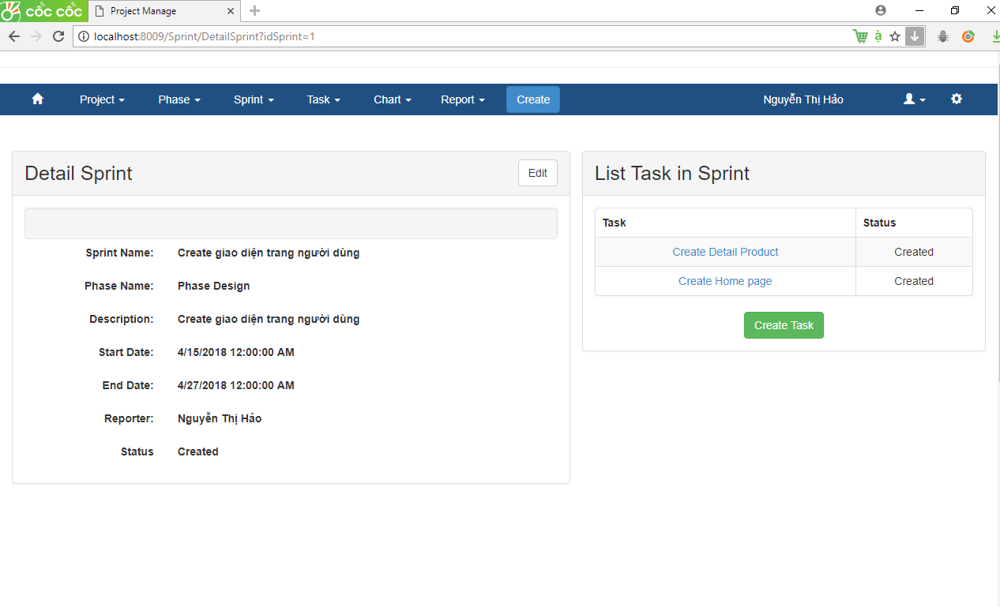 cốc cốc
Project Manage
localhost:8009/Sprint/DetailSprint?idSprint=1
à
Project Phase Sprint Task Chart Report Create Nguyễn Thị Hảo
Detail Sprint
Edit
Sprint Name: Create giao diện trang người dùng
Phase Name: Phase Design
Description: Create giao diện trang người dùng
Start Date: 4/15/2018 12:00:00 AM
End Date: 4/27/2018 12:00:00 AM
Reporter: Nguyễn Thị Hảo
Status Created
List Task in Sprint
Task Status
Create Detail Product Created
Create Home page Created
Create Task